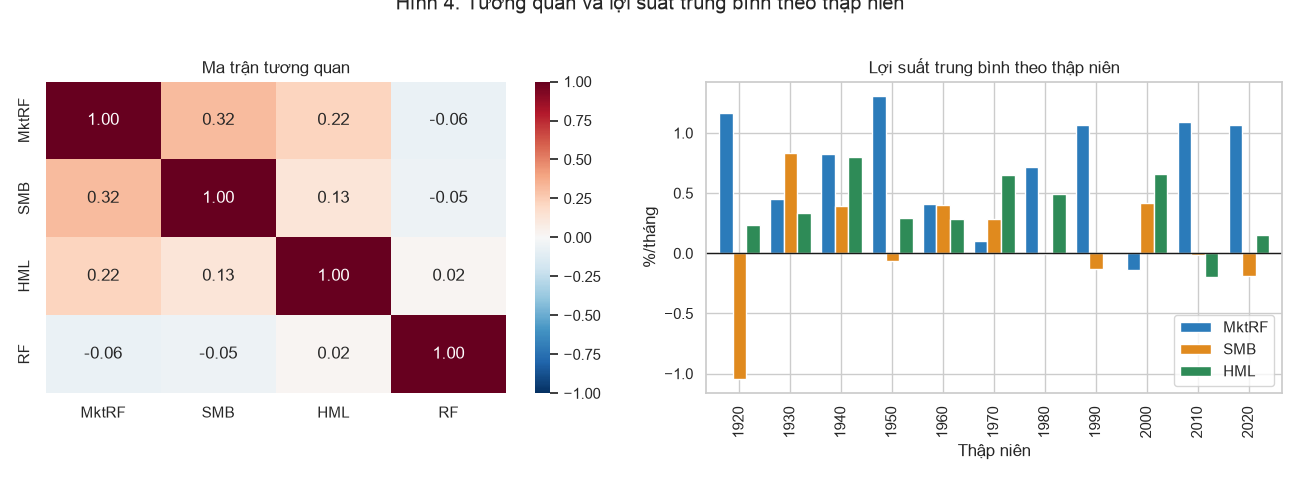 Hình 4. Tương quan và lợi suất trung bình theo thập niên
Ma trận tương quan
MktRF
SMB
HML
RF
1.00 0.32 0.22 -0.06
0.32 1.00 0.13 -0.05
0.22 0.13 1.00 0.02
-0.06 -0.05 0.02 1.00
MktRF SMB HML RF
1.00
0.75
0.50
0.25
0.00
−0.25
−0.50
−0.75
−1.00
Lợi suất trung bình theo thập niên
%/tháng
1.0
0.5
0.0
−0.5
−1.0
MktRF
SMB
HML
1920 1930 1940 1950 1960 1970 1980 1990 2000 2010 2020
Thập niên